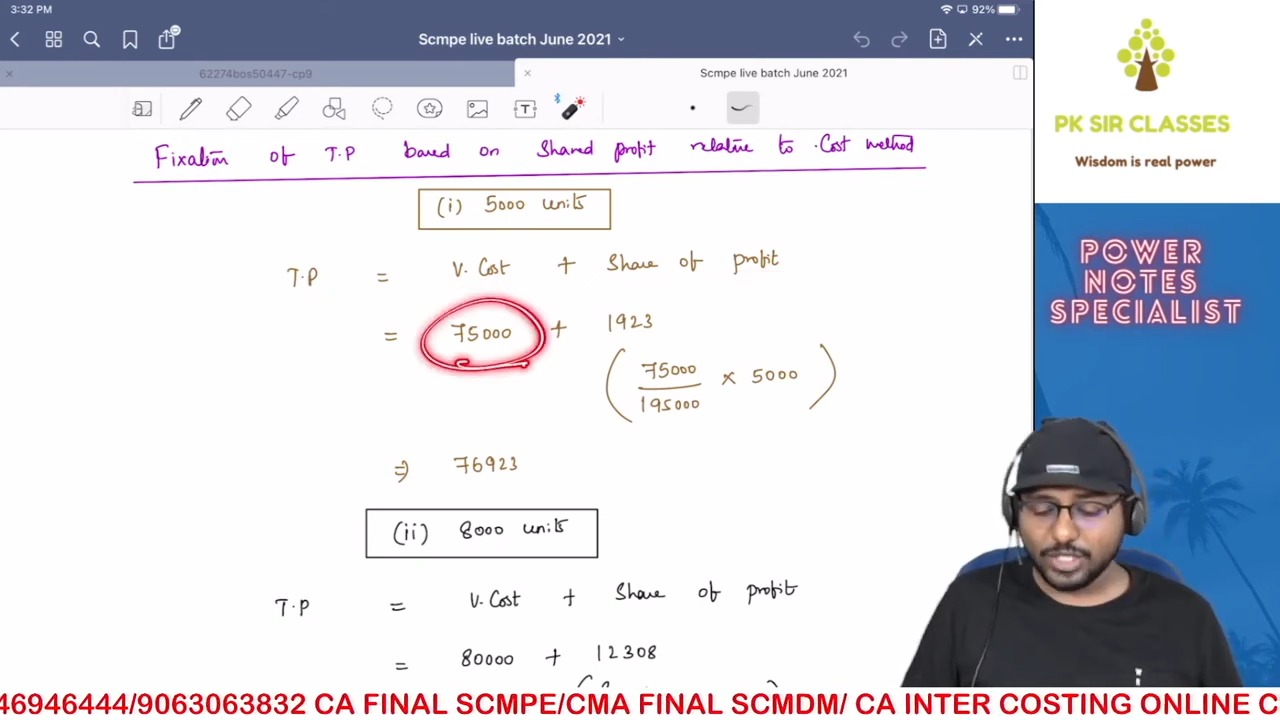 3:32 PM
92%
Scmpe live batch June 2021
62274bos50447-cp9
Scmpe live batch June 2021
Fixation of T.P based on Shared profit relative to Cost method
(i) 5000 units
T.P = V. Cost + Share of profit
= 75000 + 1923
( 75000 / 195000 × 5000 )
⇒ 76923
(ii) 8000 units
T.P = V. Cost + Share of profit
= 80000 + 12308
PK SIR CLASSES
Wisdom is real power
POWER
NOTES
SPECIALIST
46946444/9063063832 CA FINAL SCMPE/CMA FINAL SCMDM/ CA INTER COSTING ONLINE C